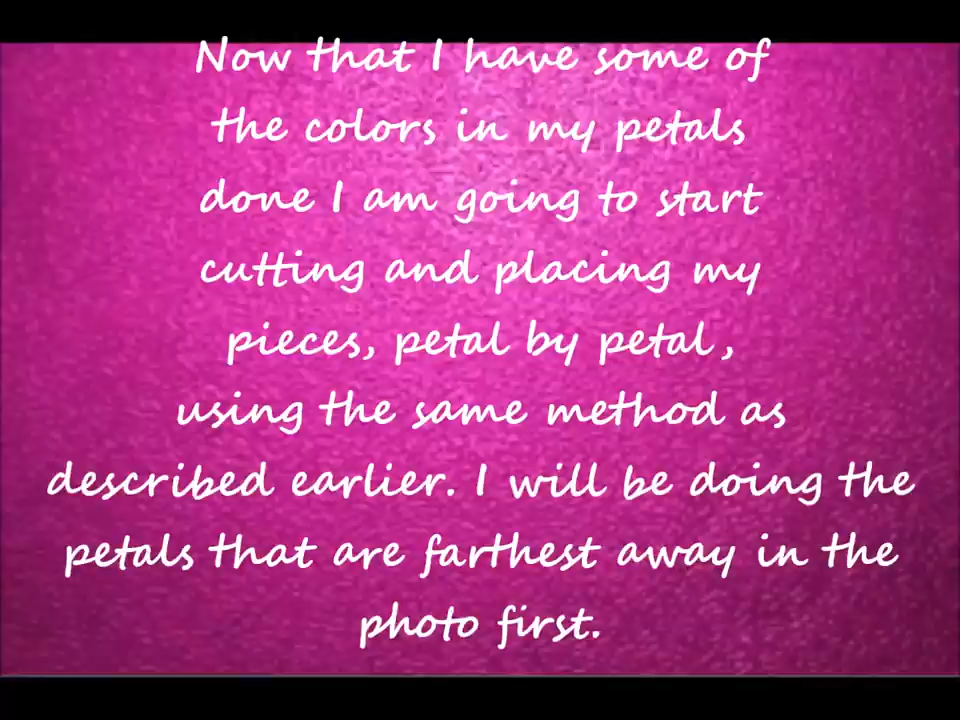 Now that I have some of
the colors in my petals
done I am going to start
cutting and placing my
pieces, petal by petal,
using the same method as
described earlier. I will be doing the
petals that are farthest away in the
photo first.